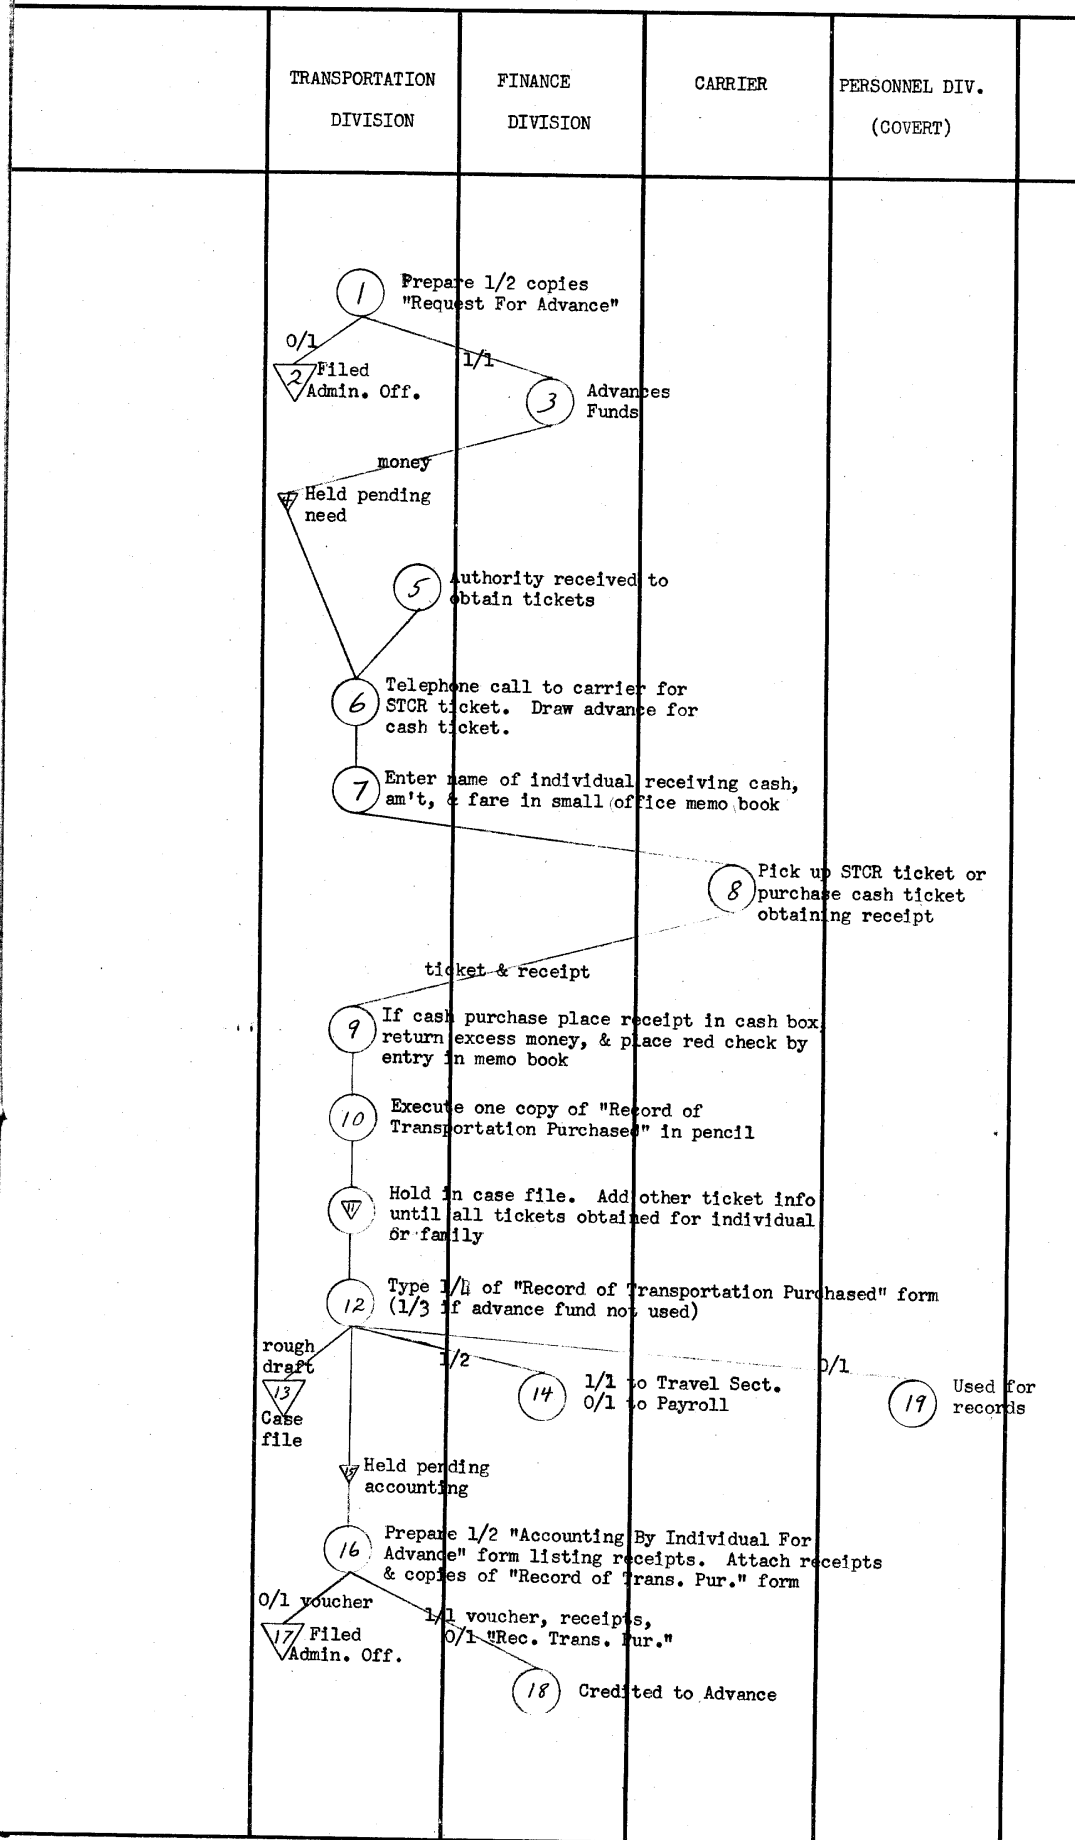 TRANSPORTATION
DIVISION
FINANCE
DIVISION
CARRIER
PERSONNEL DIV.
(COVERT)
1
Prepare 1/2 copies
"Request For Advance"
0/1
1/1
2
Filed
Admin. Off.
3
Advances
Funds
money
4
Held pending
need
5
Authority received to
obtain tickets
6
Telephone call to carrier for
STCR ticket. Draw advance for
cash ticket.
7
Enter name of individual receiving cash,
am't, & fare in small office memo book
8
Pick up STCR ticket or
purchase cash ticket
obtaining receipt
ticket & receipt
9
If cash purchase place receipt in cash box
return excess money, & place red check by
entry in memo book
10
Execute one copy of "Record of
Transportation Purchased" in pencil
11
Hold in case file. Add other ticket info
until all tickets obtained for individual
or family
12
Type 1/4 of "Record of Transportation Purchased" form
(1/3 if advance fund not used)
rough
draft
1/2
0/1
13
Case
file
14
1/1 to Travel Sect.
0/1 to Payroll
19
Used for
records
15
Held pending
accounting
16
Prepare 1/2 "Accounting By Individual For
Advance" form listing receipts. Attach receipts
& copies of "Record of Trans. Pur." form
0/1 voucher
1/1 voucher, receipts,
0/1 "Rec. Trans. Pur."
17
Filed
Admin. Off.
18
Credited to Advance